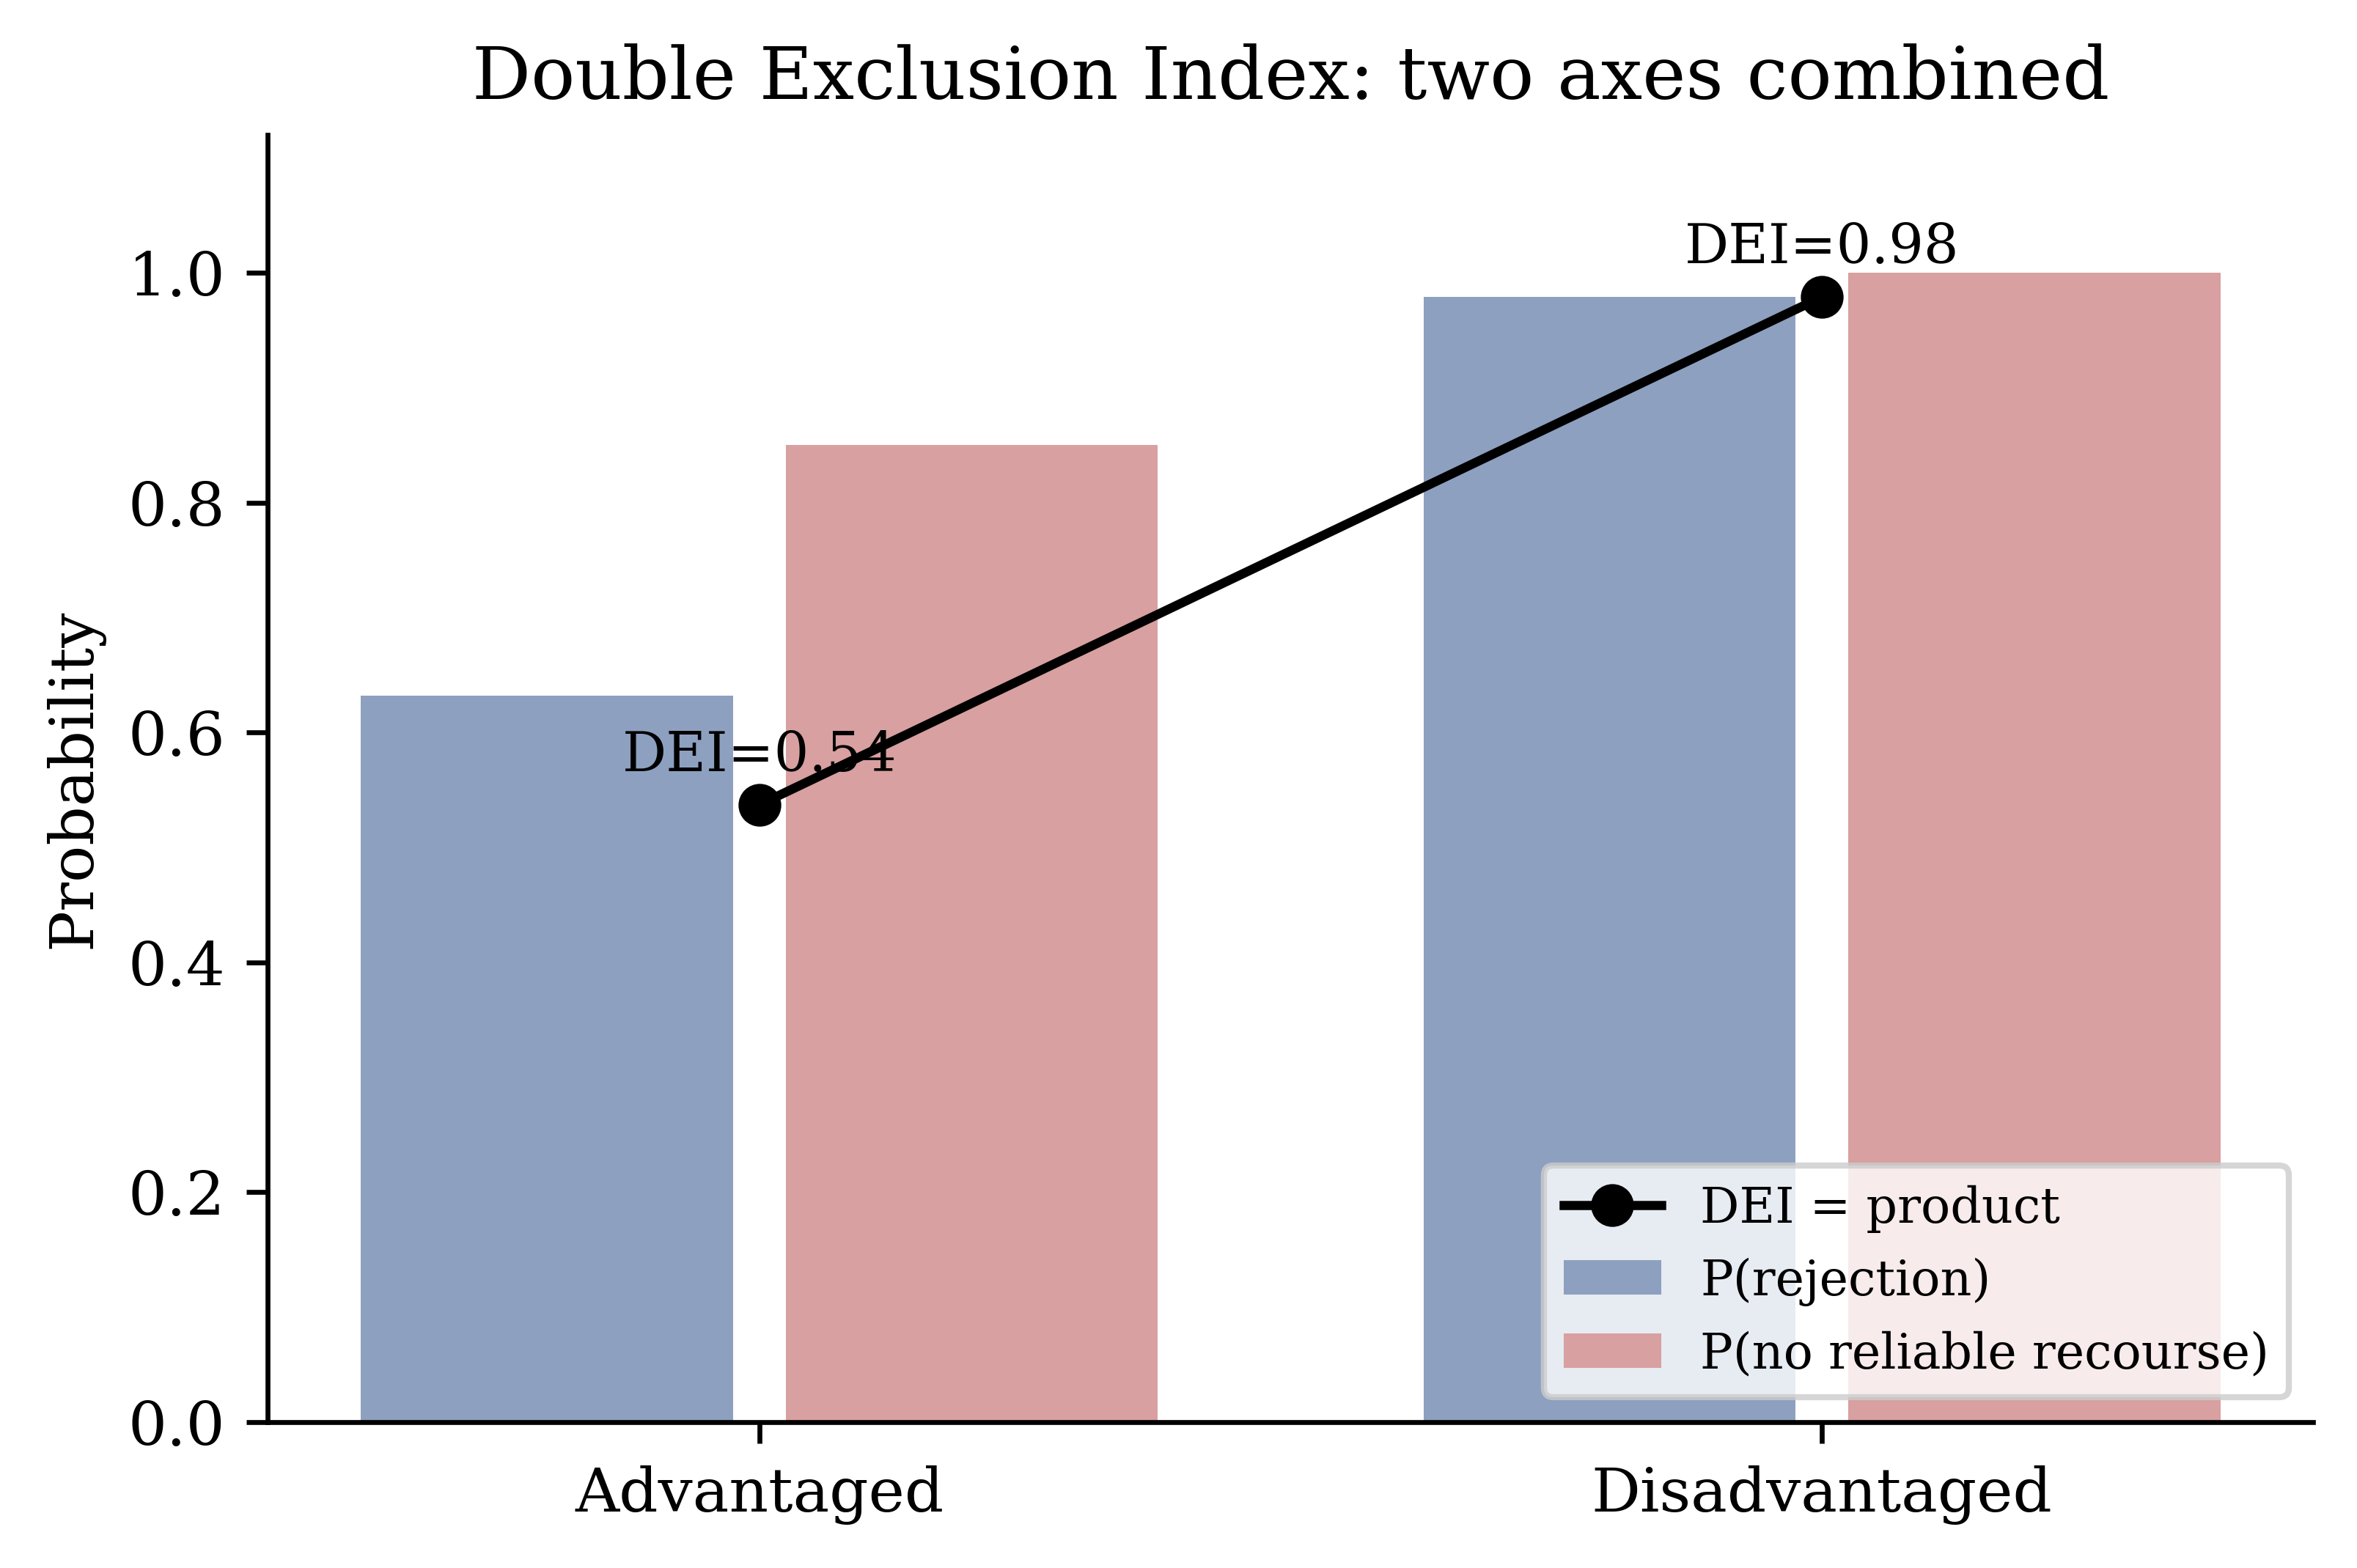 Double Exclusion Index: two axes combined
Probability
1.0
0.8
0.6
0.4
0.2
0.0
DEI=0.54
DEI=0.98
DEI = product
P(rejection)
P(no reliable recourse)
Advantaged
Disadvantaged